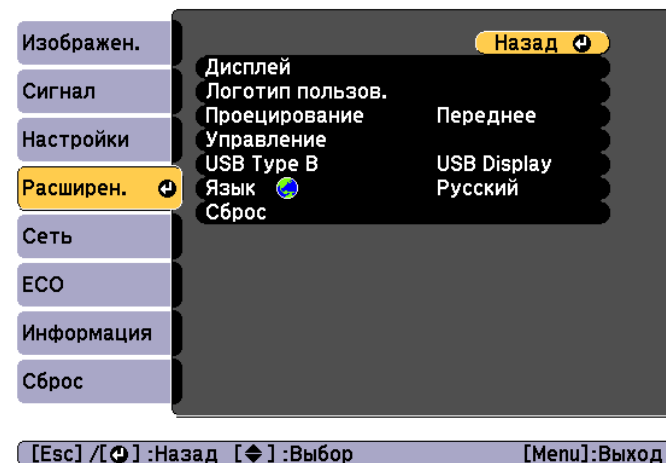 Изображен.
Сигнал
Настройки
Расширен.
Сеть
ECO
Информация
Сброс
Назад
Дисплей
Логотип пользов.
Проецирование Переднее
Управление
USB Type B USB Display
Язык Русский
Сброс
[Esc] /[ ] :Назад [ ] :Выбор [Menu]:Выход